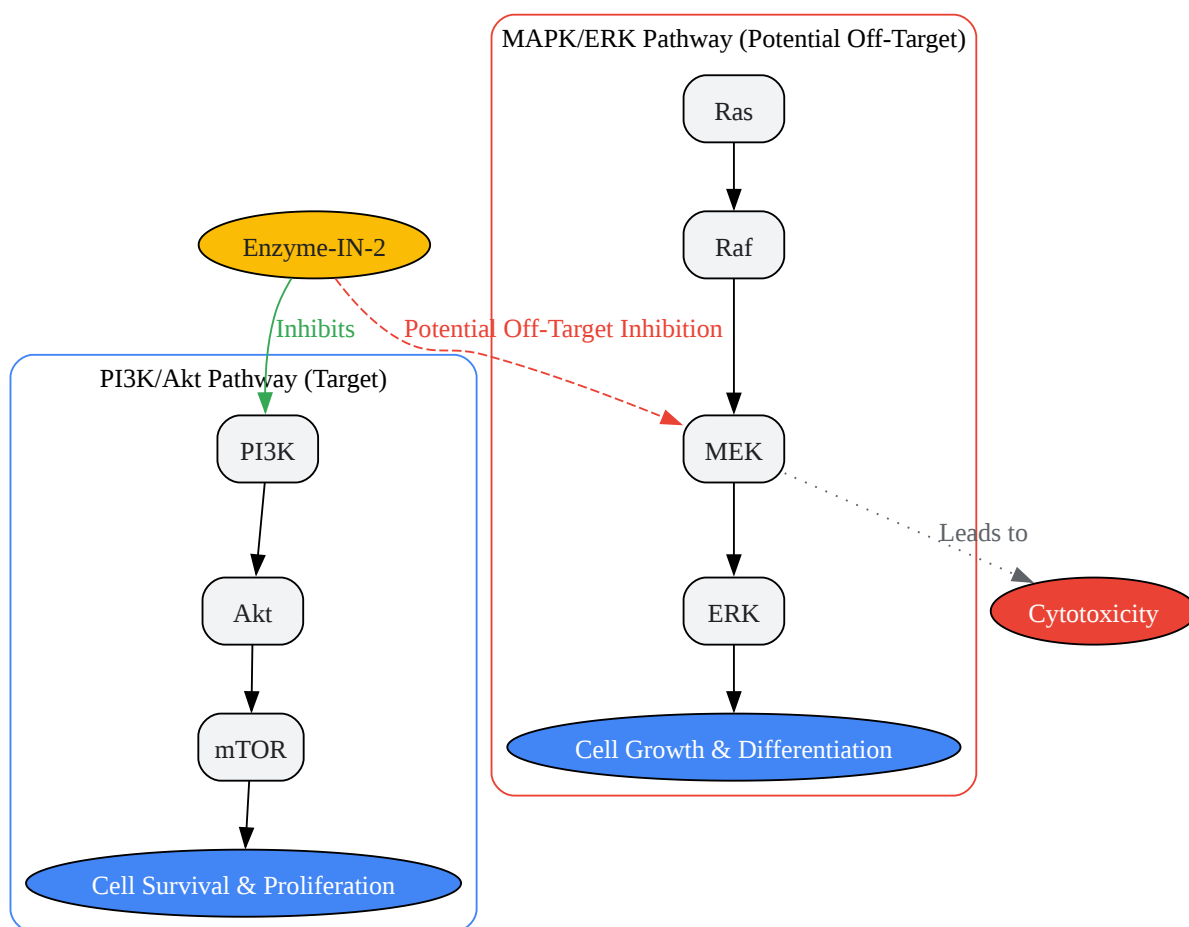 MAPK/ERK Pathway (Potential Off-Target)
Ras
Raf
Enzyme-IN-2
Inhibits
Potential Off-Target Inhibition
PI3K/Akt Pathway (Target)
PI3K
MEK
Leads to
Akt
ERK
Cytotoxicity
mTOR
Cell Growth & Differentiation
Cell Survival & Proliferation